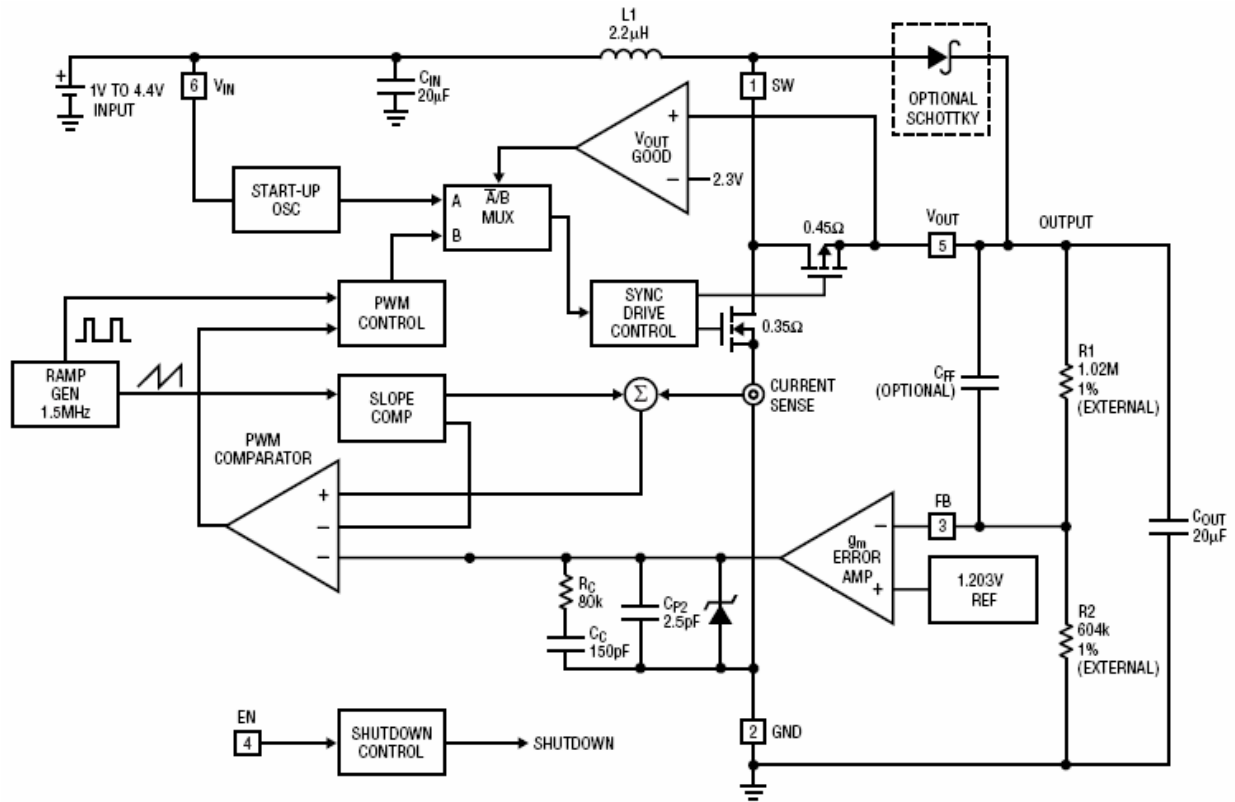 L1
2.2μH
+
1V TO 4.4V
INPUT
6
VIN
CIN
20μF
1
SW
OPTIONAL
SCHOTTKY
START-UP
OSC
A
B
A̅/B
MUX
VOUT
GOOD
+
–
2.3V
0.45Ω
VOUT
5
OUTPUT
PWM
CONTROL
SYNC
DRIVE
CONTROL
0.35Ω
RAMP
GEN
1.5MHz
SLOPE
COMP
Σ
CURRENT
SENSE
CFF
(OPTIONAL)
R1
1.02M
1%
(EXTERNAL)
PWM
COMPARATOR
+
–
–
RC
80k
CC
150pF
CP2
2.5pF
gm
ERROR
AMP
–
+
FB
3
1.203V
REF
R2
604k
1%
(EXTERNAL)
COUT
20μF
EN
4
SHUTDOWN
CONTROL
SHUTDOWN
2
GND